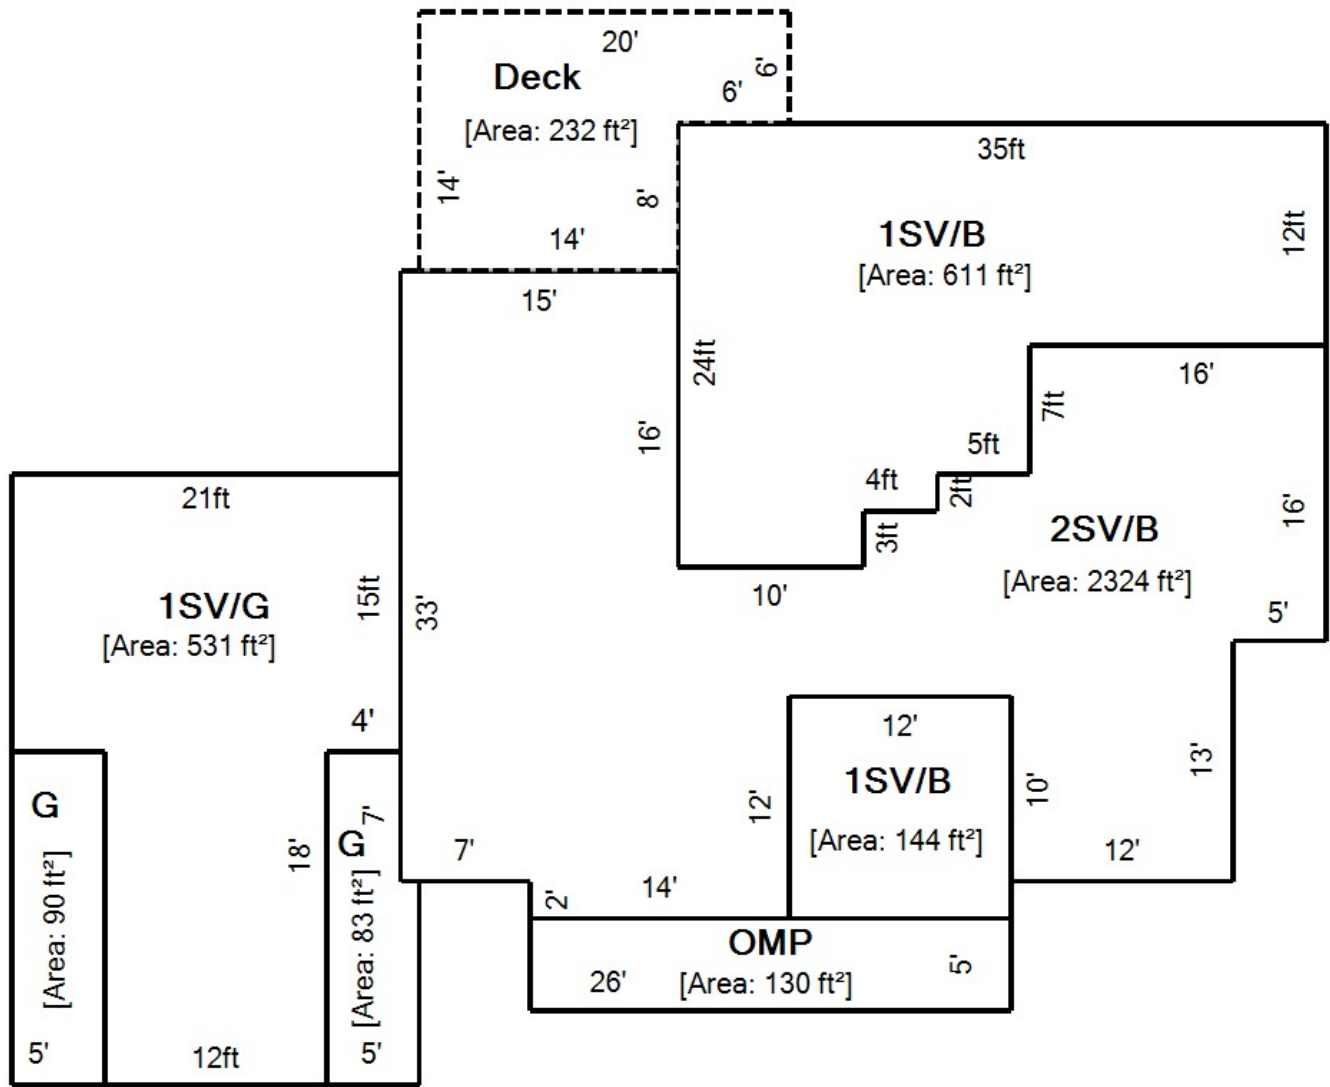 20'
6'
Deck
6'
[Area: 232 ft²]
35ft
14'
8'
1SV/B
12ft
14'
[Area: 611 ft²]
15'
24ft
16'
7ft
16'
5ft
4ft
2ft
21ft
3ft
2SV/B
16'
[Area: 2324 ft²]
1SV/G
15ft
33'
10'
[Area: 531 ft²]
5'
4'
12'
1SV/B
13'
10'
G
7'
12'
[Area: 144 ft²]
G
18'
7'
12'
[Area: 90 ft²]
[Area: 83 ft²]
14'
2'
OMP
5'
26'
[Area: 130 ft²]
5'
12ft
5'